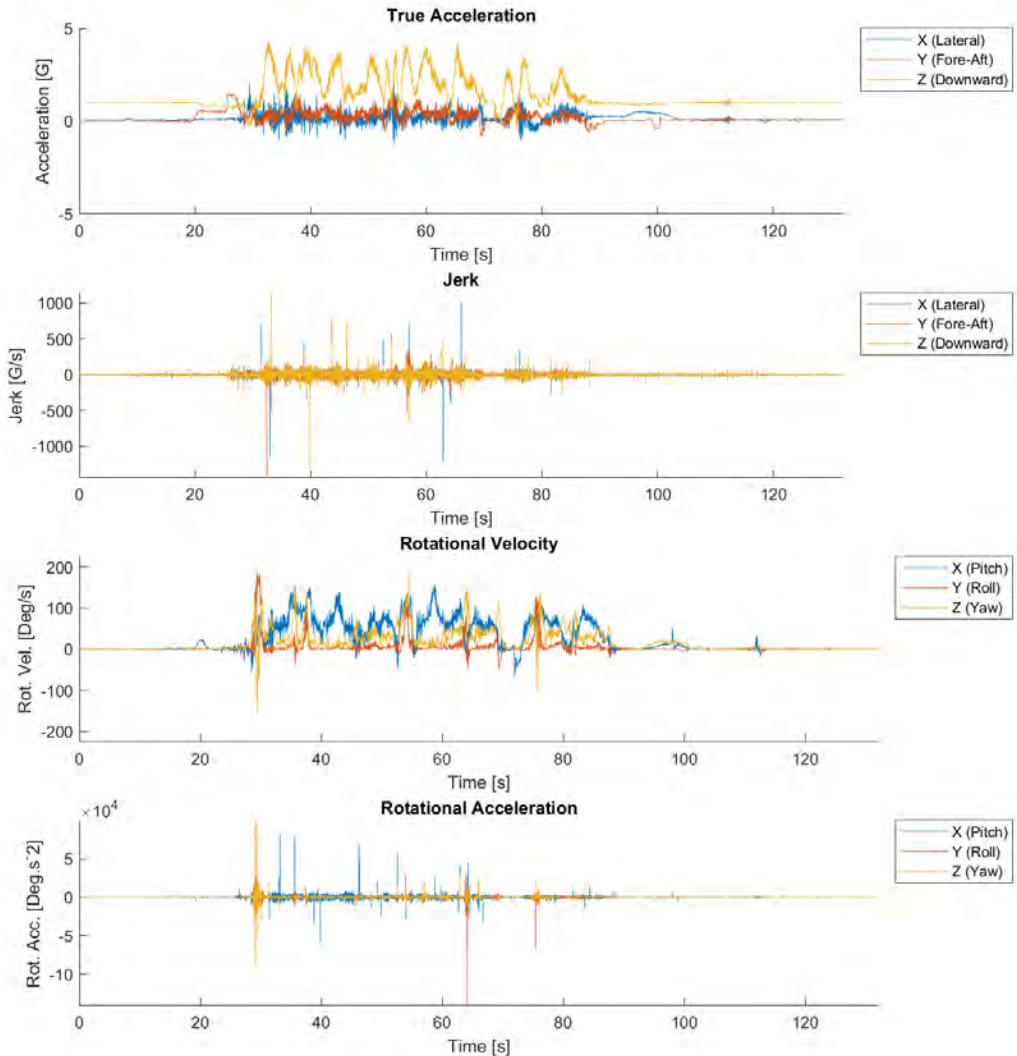 True Acceleration
5
0
-5
Acceleration [G]
0 20 40 60 80 100 120
Time [s]
X (Lateral)
Y (Fore-Aft)
Z (Downward)
Jerk
1000
500
0
-500
-1000
Jerk [G/s]
0 20 40 60 80 100 120
Time [s]
X (Lateral)
Y (Fore-Aft)
Z (Downward)
Rotational Velocity
200
100
0
-100
-200
Rot. Vel. [Deg/s]
0 20 40 60 80 100 120
Time [s]
X (Pitch)
Y (Roll)
Z (Yaw)
Rotational Acceleration
×10^4
5
0
-5
-10
Rot. Acc. [Deg.s^2]
0 20 40 60 80 100 120
Time [s]
X (Pitch)
Y (Roll)
Z (Yaw)